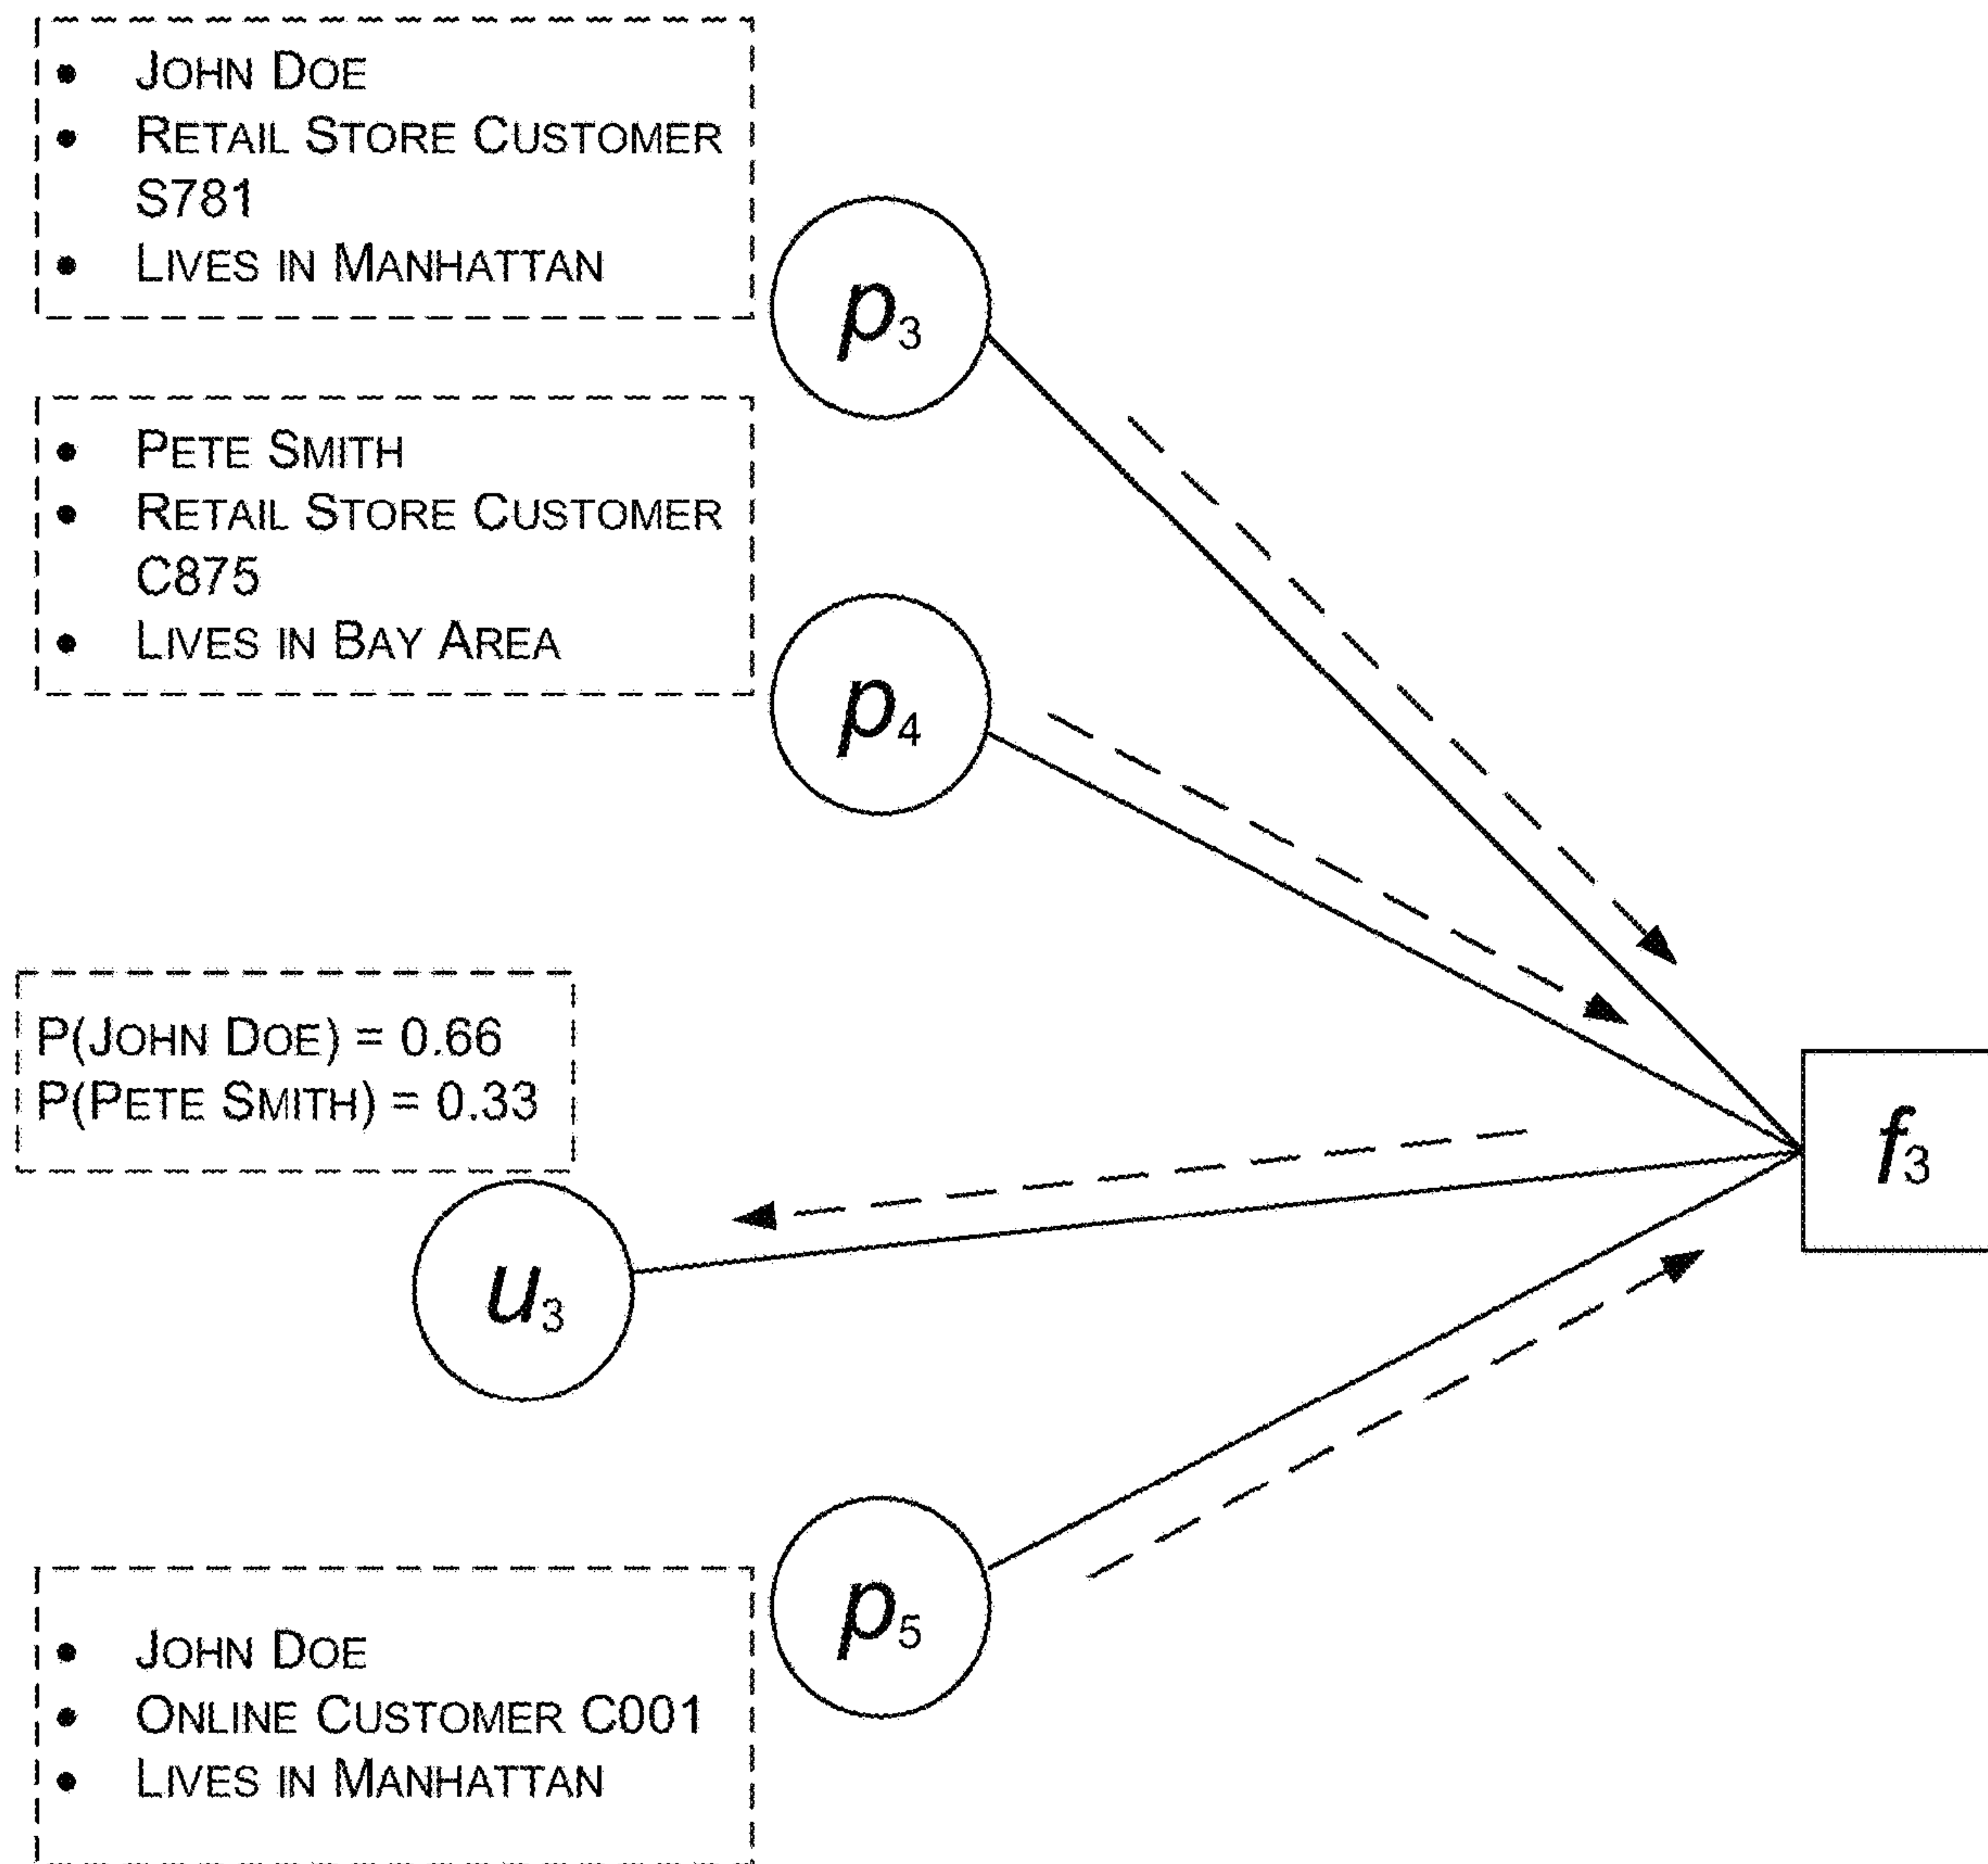 • JOHN DOE
• RETAIL STORE CUSTOMER
S781
• LIVES IN MANHATTAN
p3
• PETE SMITH
• RETAIL STORE CUSTOMER
C875
• LIVES IN BAY AREA
p4
P(JOHN DOE) = 0.66
P(PETE SMITH) = 0.33
f3
u3
p5
• JOHN DOE
• ONLINE CUSTOMER C001
• LIVES IN MANHATTAN